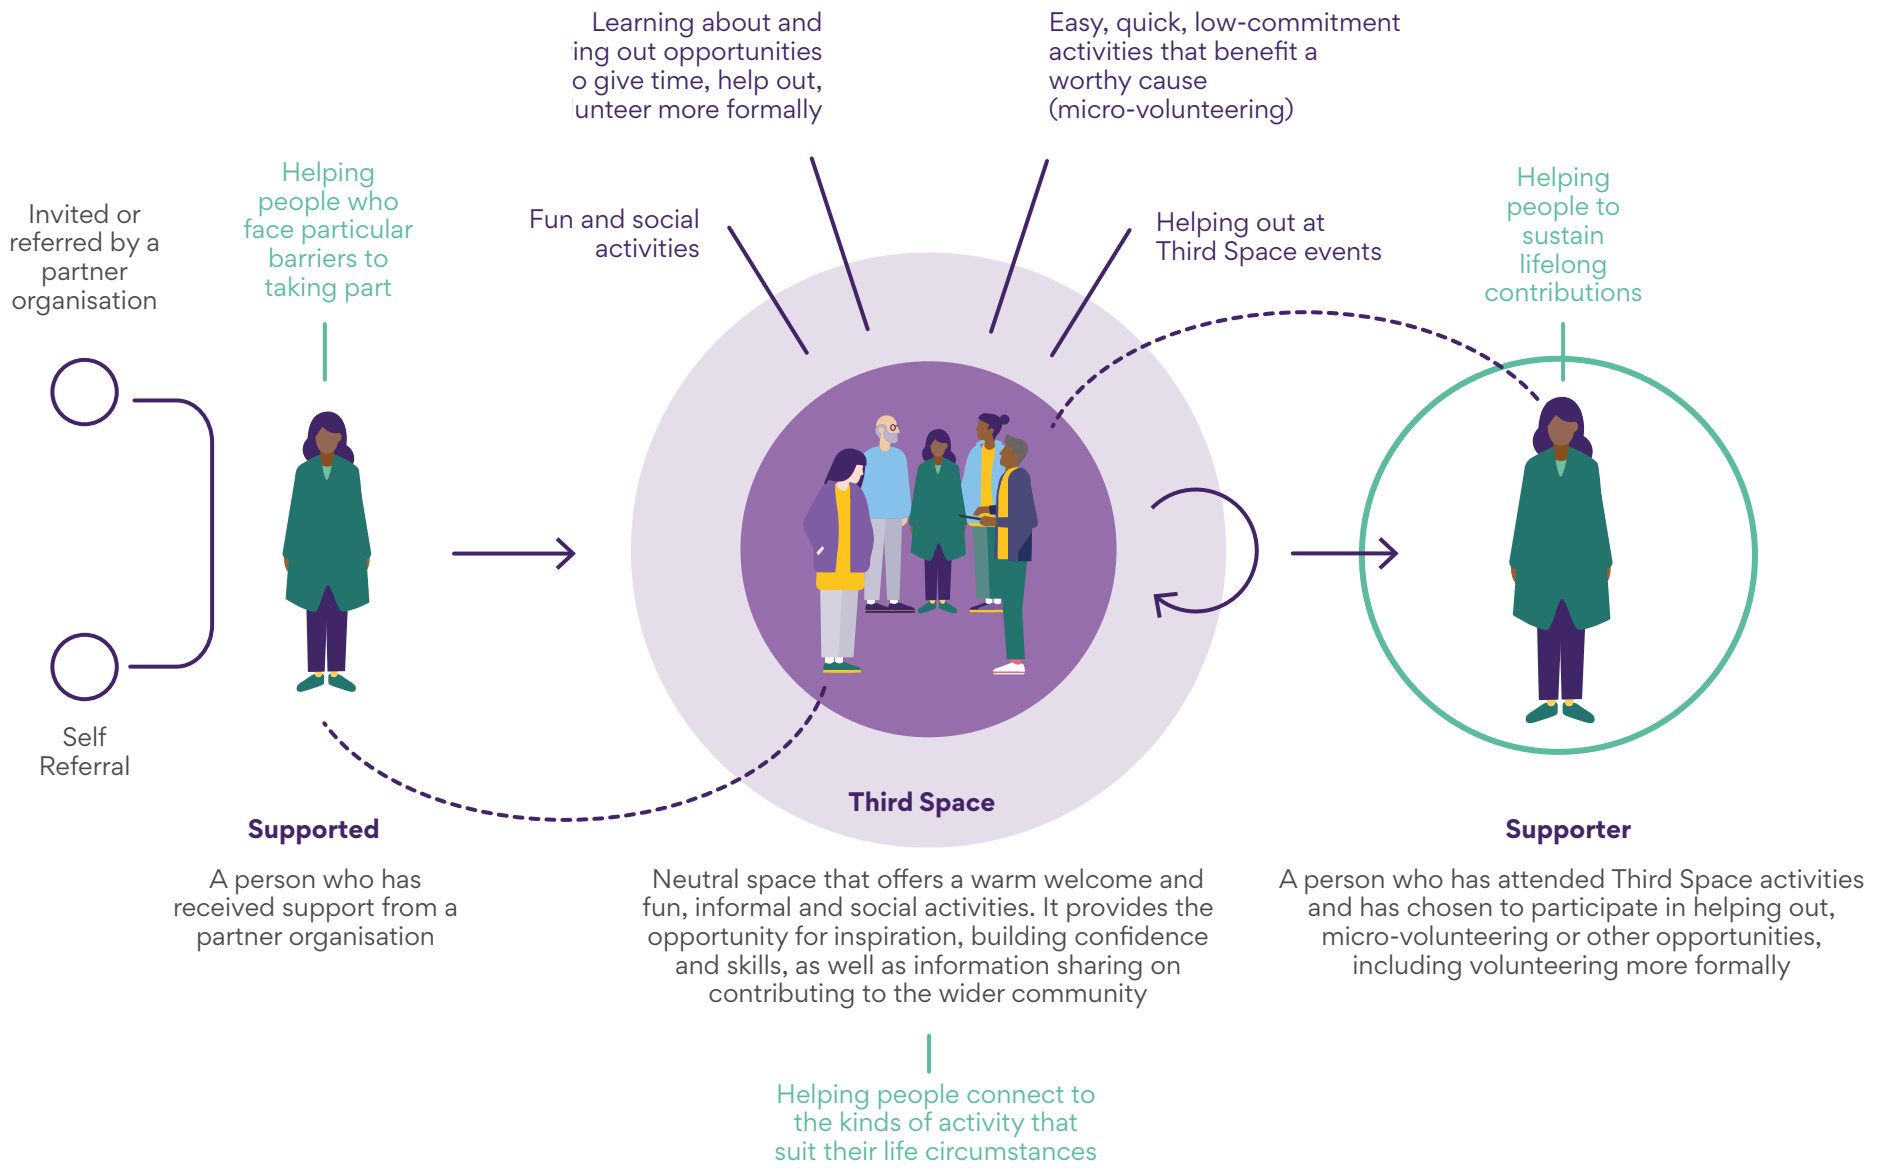 Learning about and
out opportunities
give time, help out,
more formally
Easy, quick, low-commitment
activities that benefit a
worthy cause
(micro-volunteering)
Invited or
referred by a
partner
organisation
Helping
people who
face particular
barriers to
taking part
Fun and social
activities
Helping out at
Third Space events
Helping
people to
sustain
lifelong
contributions
Self
Referral
Supported
A person who has
received support from a
partner organisation
Third Space
Neutral space that offers a warm welcome and
fun, informal and social activities. It provides the
opportunity for inspiration, building confidence
and skills, as well as information sharing on
contributing to the wider community
Supporter
A person who has attended Third Space activities
and has chosen to participate in helping out,
micro-volunteering or other opportunities,
including volunteering more formally
Helping people connect to
the kinds of activity that
suit their life circumstances